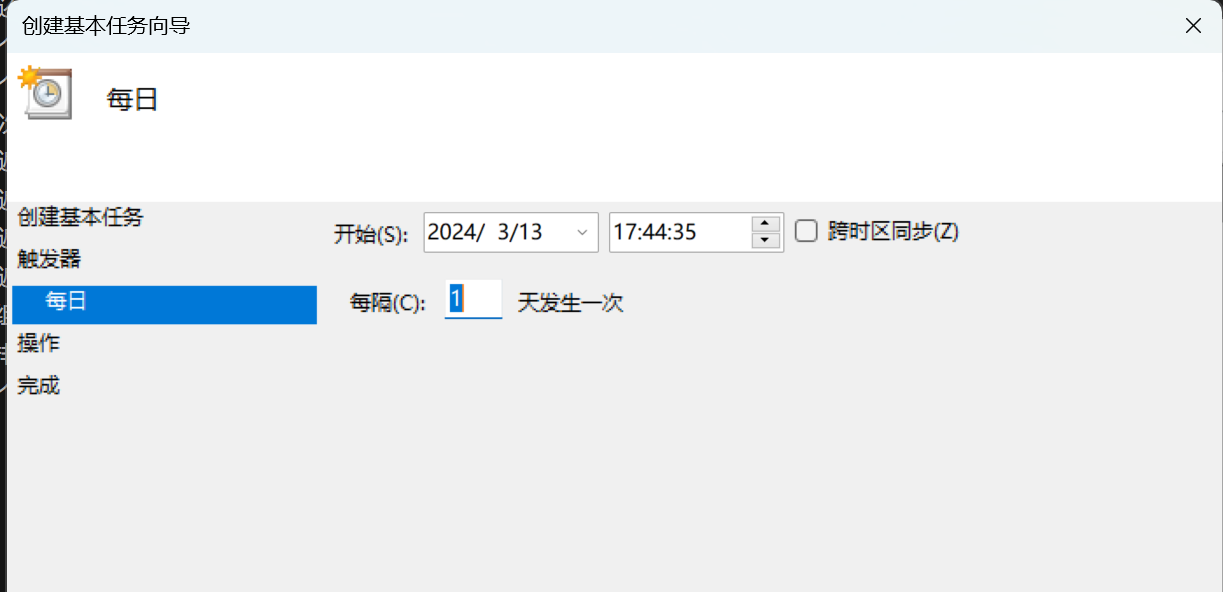 创建基本任务向导
每日
创建基本任务
触发器
每日
操作
完成
开始(S): 2024/ 3/13 17:44:35 跨时区同步(Z)
每隔(C): 1 天发生一次